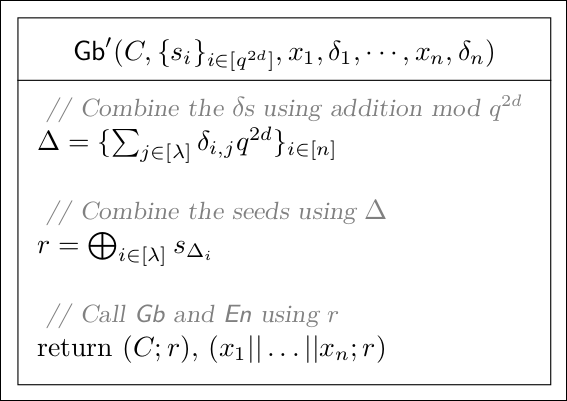 Gb′(C, {s_i}_{i∈[q^{2d}]}, x_1, δ_1, ⋯, x_n, δ_n)
// Combine the δs using addition mod q^{2d}
Δ = {∑_{j∈[λ]} δ_{i,j}q^{2d}}_{i∈[n]}
// Combine the seeds using Δ
r = ⨁_{i∈[λ]} s_{Δ_i}
// Call Gb and En using r
return (C; r), (x_1||…||x_n; r)